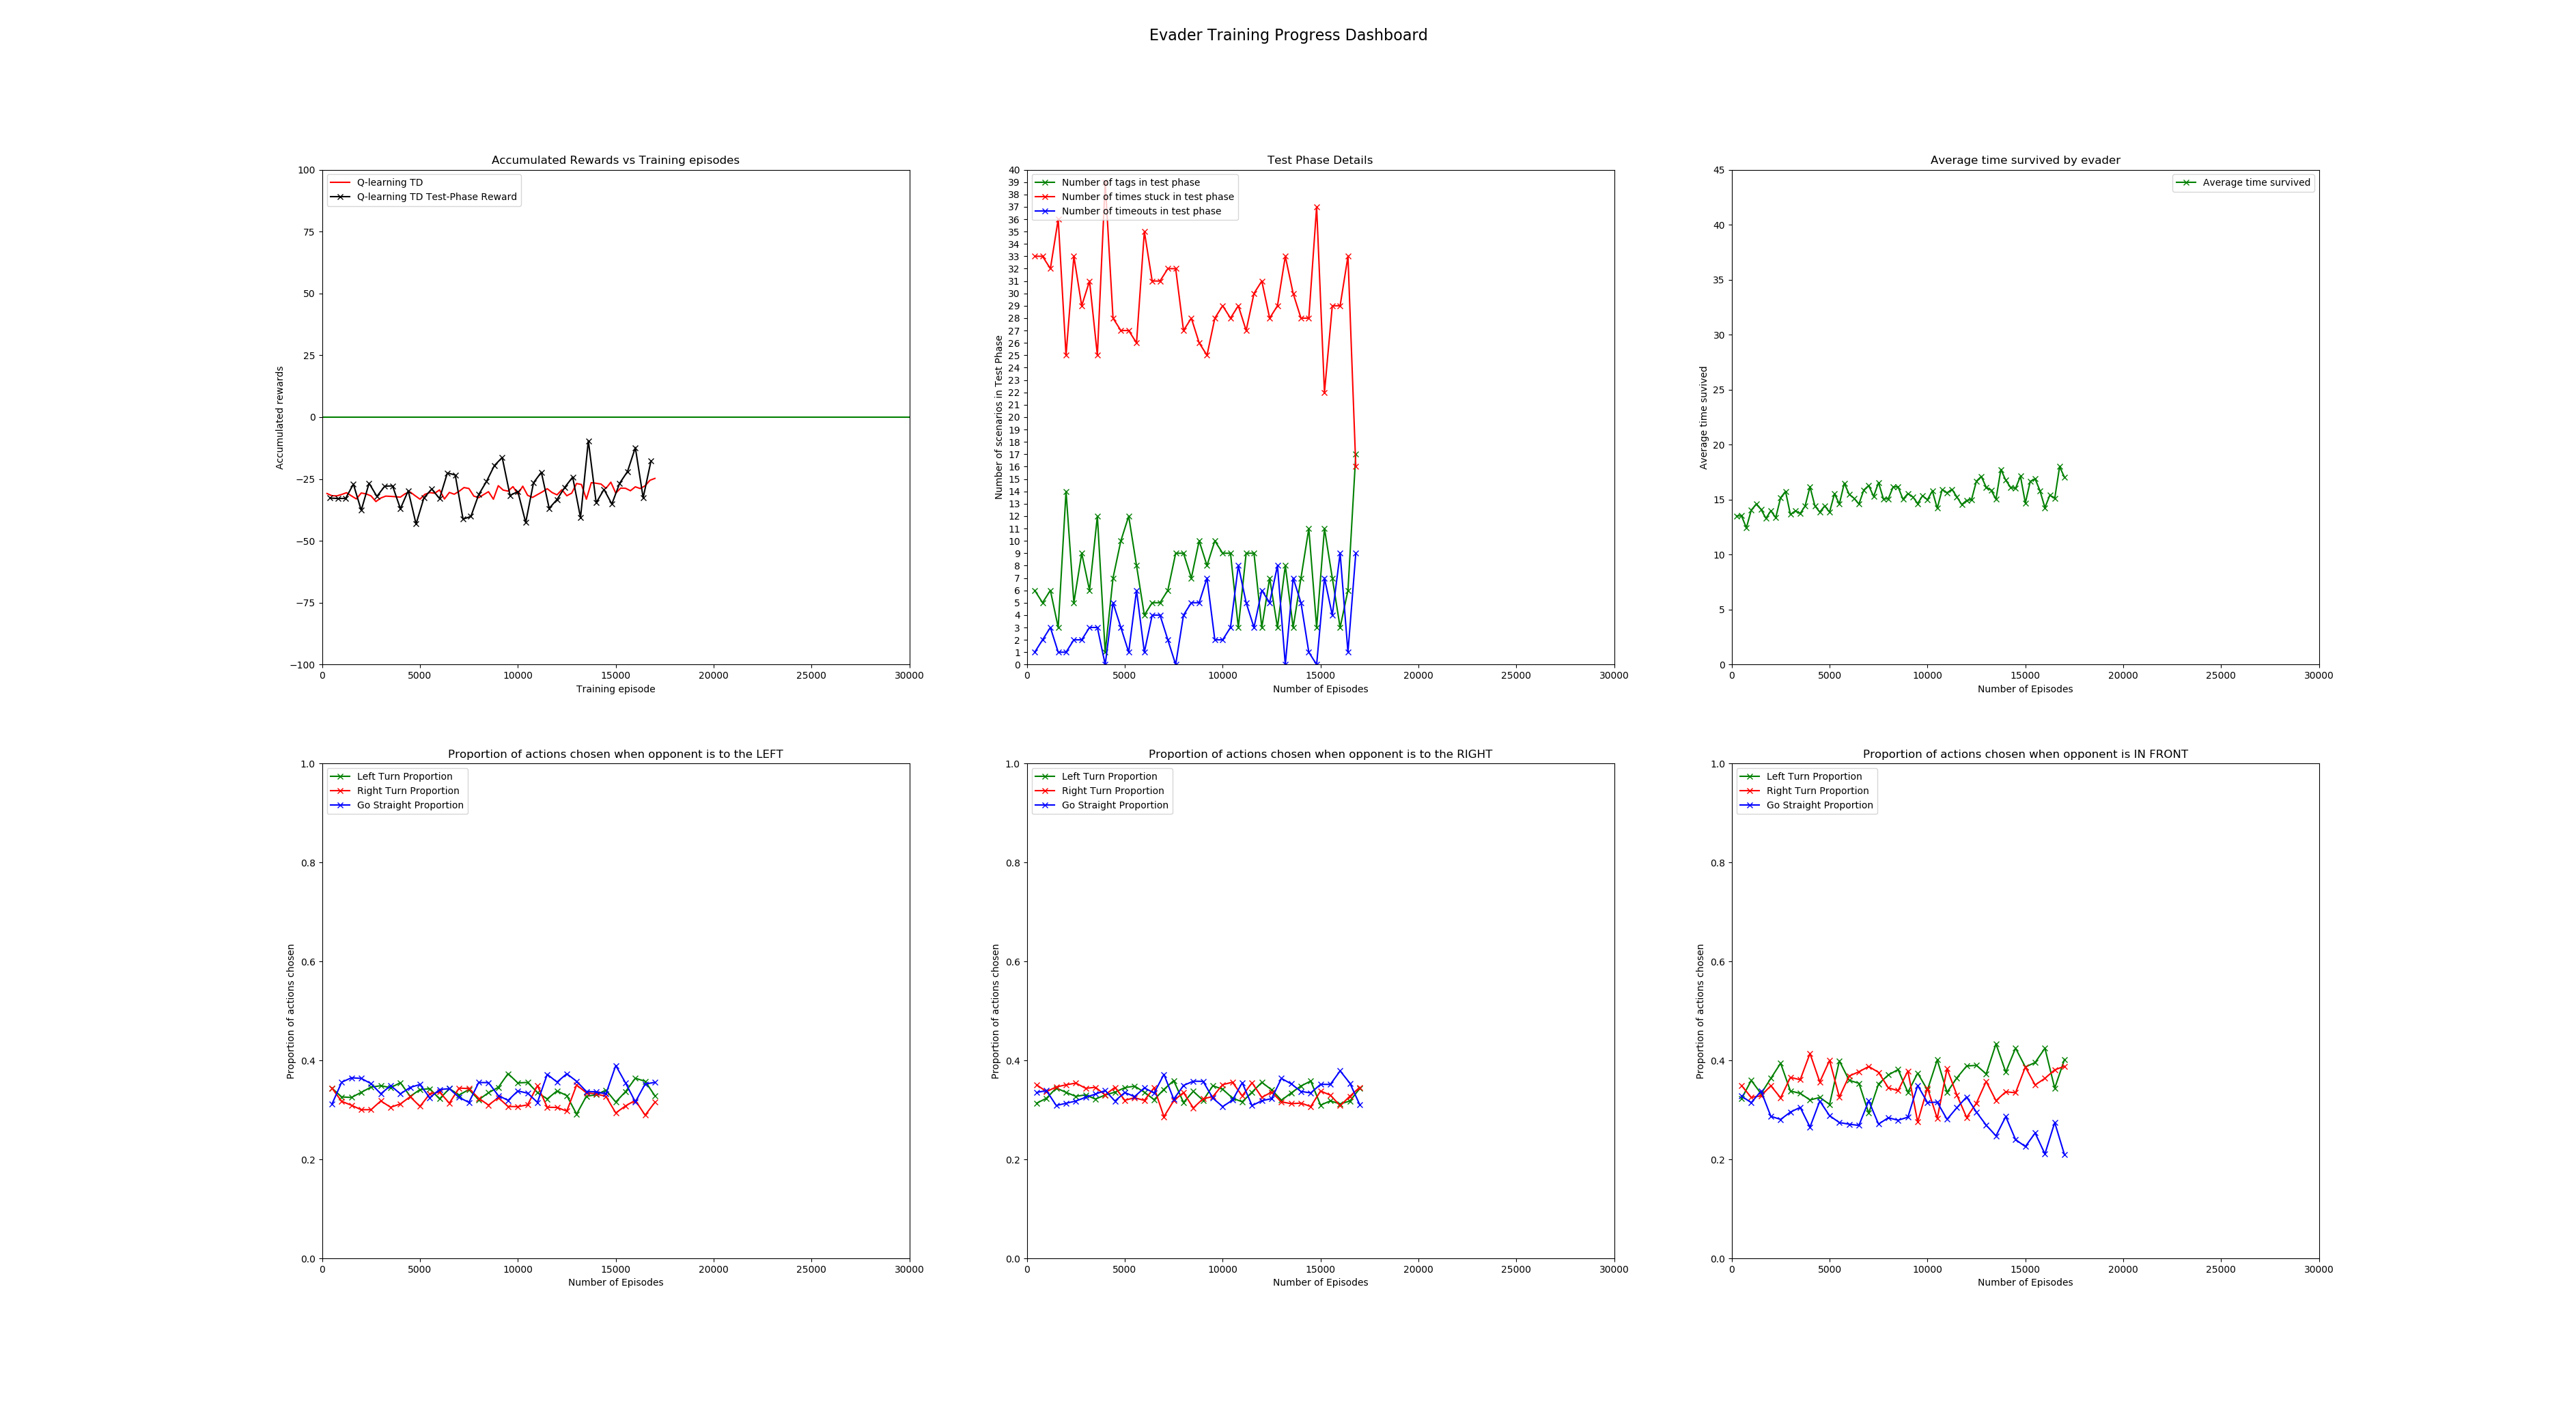 Evader Training Progress Dashboard
Accumulated Rewards vs Training episodes
Q-learning TD
Q-learning TD Test-Phase Reward
100
75
50
25
0
−25
−50
−75
−100
Accumulated rewards
0 5000 10000 15000 20000 25000 30000
Training episode
Test Phase Details
Number of tags in test phase
Number of times stuck in test phase
Number of timeouts in test phase
40
39
38
37
36
35
34
33
32
31
30
29
28
27
26
25
24
23
22
21
20
19
18
17
16
15
14
13
12
11
10
9
8
7
6
5
4
3
2
1
0
Number of scenarios in Test Phase
0 5000 10000 15000 20000 25000 30000
Number of Episodes
Average time survived by evader
Average time survived
45
40
35
30
25
20
15
10
5
0
Average time suvived
0 5000 10000 15000 20000 25000 30000
Number of Episodes
Proportion of actions chosen when opponent is to the LEFT
Left Turn Proportion
Right Turn Proportion
Go Straight Proportion
1.0
0.8
0.6
0.4
0.2
0.0
Proportion of actions chosen
0 5000 10000 15000 20000 25000 30000
Number of Episodes
Proportion of actions chosen when opponent is to the RIGHT
Left Turn Proportion
Right Turn Proportion
Go Straight Proportion
1.0
0.8
0.6
0.4
0.2
0.0
Proportion of actions chosen
0 5000 10000 15000 20000 25000 30000
Number of Episodes
Proportion of actions chosen when opponent is IN FRONT
Left Turn Proportion
Right Turn Proportion
Go Straight Proportion
1.0
0.8
0.6
0.4
0.2
0.0
Proportion of actions chosen
0 5000 10000 15000 20000 25000 30000
Number of Episodes